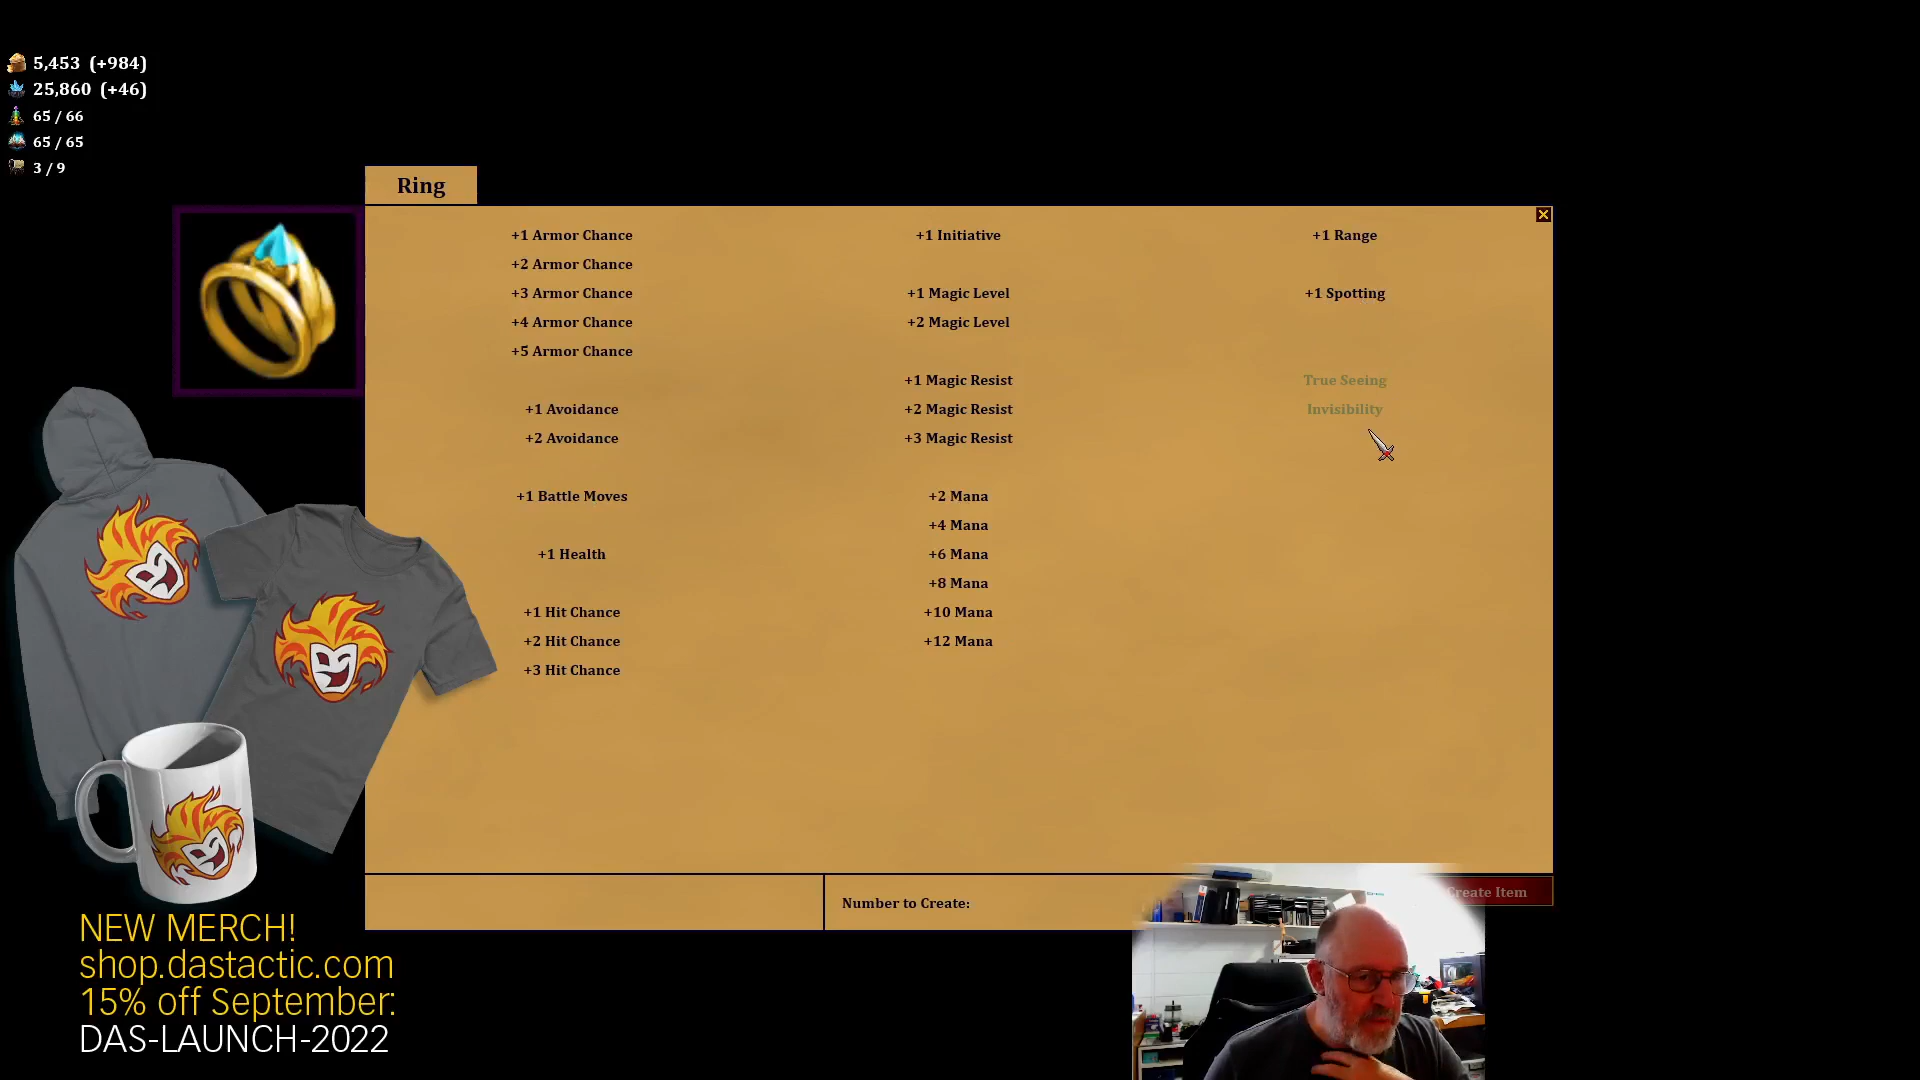 5,453 (+984)
25,860 (+46)
65 / 66
65 / 65
3 / 9
Ring
+1 Armor Chance
+2 Armor Chance
+3 Armor Chance
+4 Armor Chance
+5 Armor Chance
+1 Avoidance
+2 Avoidance
+1 Battle Moves
+1 Health
+1 Hit Chance
+2 Hit Chance
+3 Hit Chance
+1 Initiative
+1 Magic Level
+2 Magic Level
+1 Magic Resist
+2 Magic Resist
+3 Magic Resist
+2 Mana
+4 Mana
+6 Mana
+8 Mana
+10 Mana
+12 Mana
+1 Range
+1 Spotting
True Seeing
Invisibility
Number to Create:
Create Item
NEW MERCH!
shop.dastactic.com
15% off September:
DAS-LAUNCH-2022